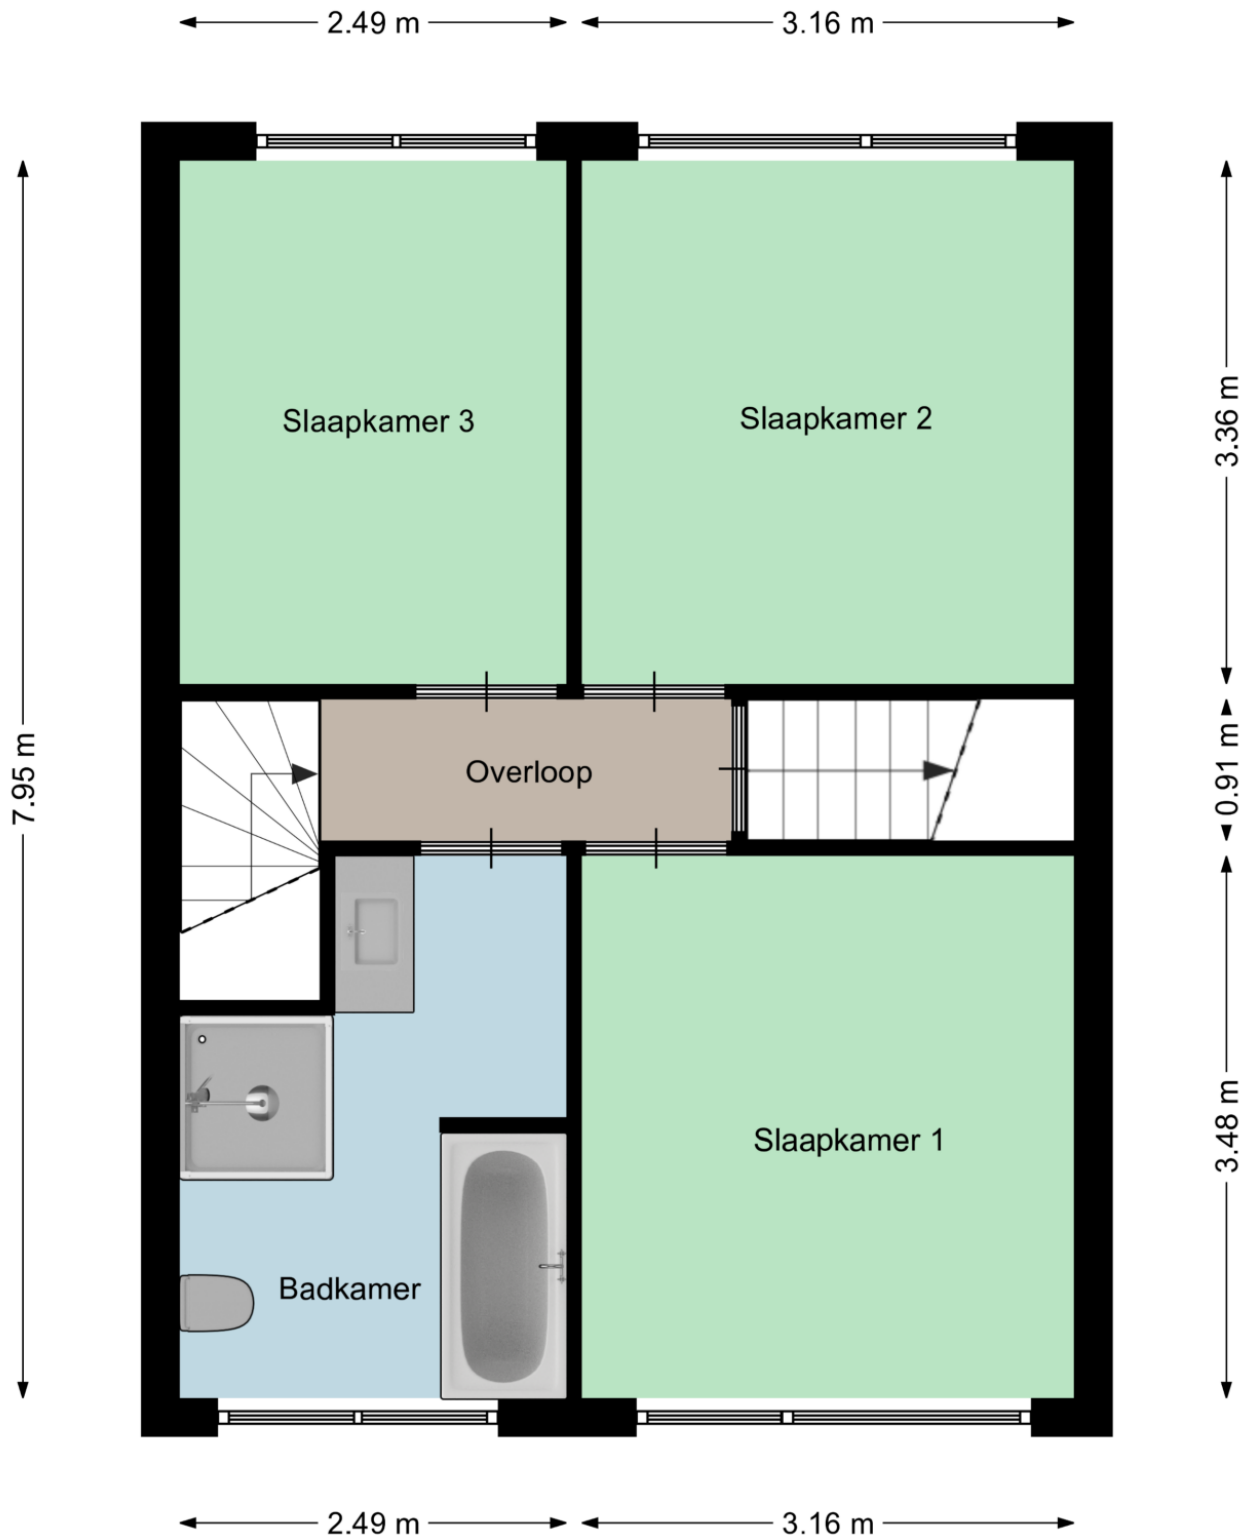 2.49 m
3.16 m
Slaapkamer 3
Slaapkamer 2
3.36 m
7.95 m
Overloop
0.91 m
Slaapkamer 1
3.48 m
Badkamer
2.49 m
3.16 m